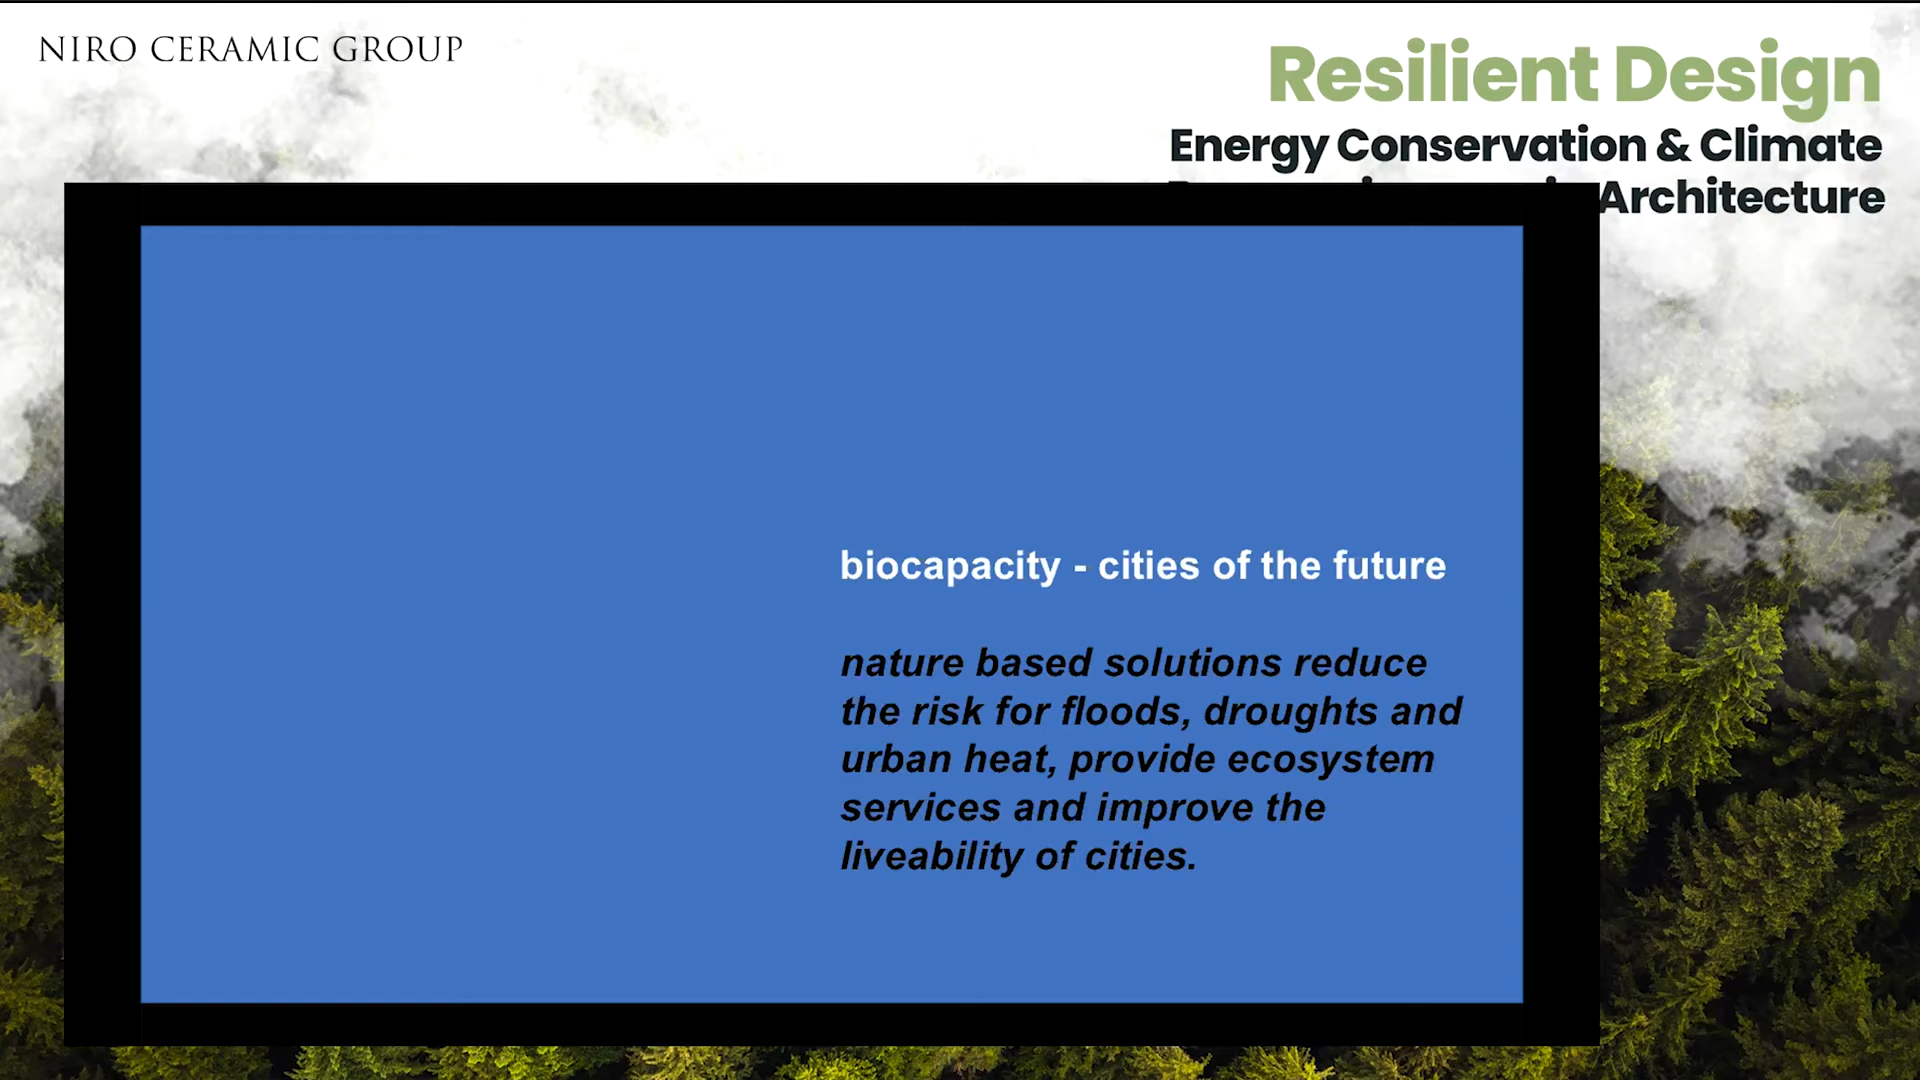 NIRO CERAMIC GROUP
Resilient Design
Energy Conservation & Climate
Architecture
biocapacity - cities of the future
nature based solutions reduce
the risk for floods, droughts and
urban heat, provide ecosystem
services and improve the
liveability of cities.